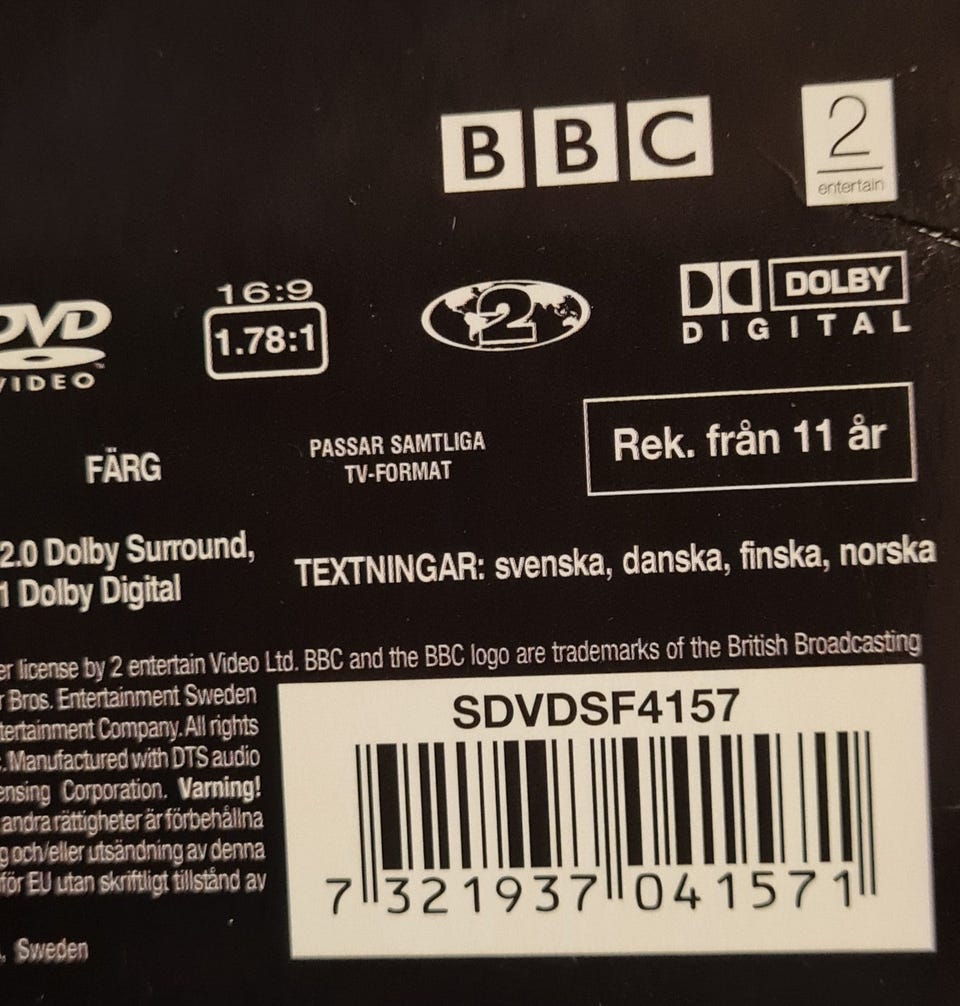 BBC
2
entertain
DVD
VIDEO
™
16:9
1.78:1
2
DOLBY
DIGITAL
FÄRG
PASSAR SAMTLIGA
TV-FORMAT
Rek. från 11 år
2.0 Dolby Surround,
1 Dolby Digital
TEXTNINGAR: svenska, danska, finska, norska
er license by 2 entertain Video Ltd. BBC and the BBC logo are trademarks of the British Broadcasting
r Bros. Entertainment Sweden
tertainment Company. All rights
. Manufactured with DTS audio
ensing Corporation. Varning!
andra rättigheter är förbehållna
g och/eller utsändning av denna
för EU utan skriftligt tillstånd av
, Sweden
SDVDSF4157
7 321937 041571